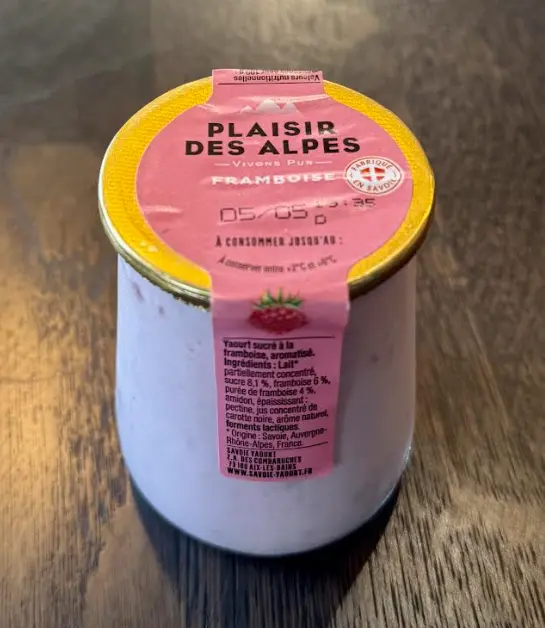 Valeurs nutritionnelles
PLAISIR
DES ALPES
Vivons Pur
FRAMBOISE
FABRIQUÉ
EN SAVOIE
05/05
D
À CONSOMMER JUSQU'AU :
À conserver entre +2°C et +6°C
Yaourt sucré à la
framboise, aromatisé.
Ingrédients : Lait*
partiellement concentré,
sucre 8,1 %, framboise 6 %,
purée de framboise 4 %,
amidon, épaississant :
pectine, jus concentré de
carotte noire, arôme naturel,
ferments lactiques.
* Origine : Savoie, Auvergne-
Rhône-Alpes, France.
SAVOIE YAOURT
Z.A. DES COMBARUCHES
73100 AIX-LES-BAINS
WWW.SAVOIE-YAOURT.FR